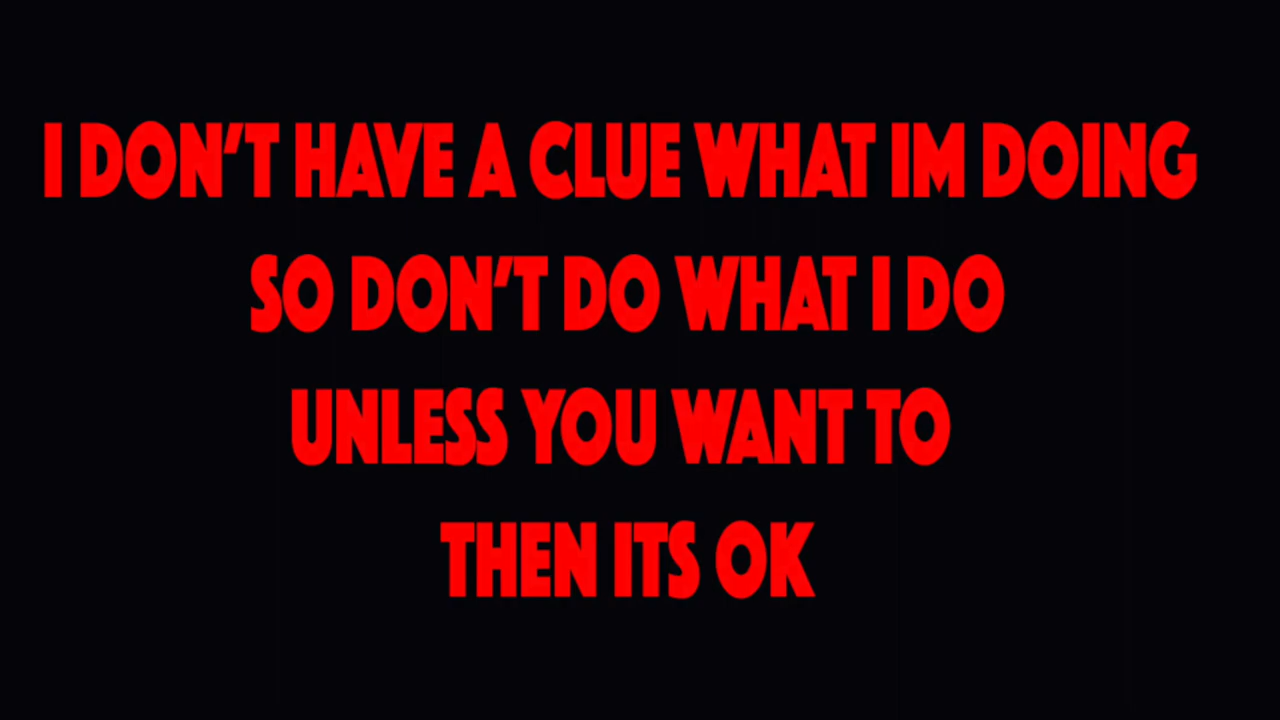 I DON'T HAVE A CLUE WHAT IM DOING
SO DON'T DO WHAT I DO
UNLESS YOU WANT TO
THEN ITS OK